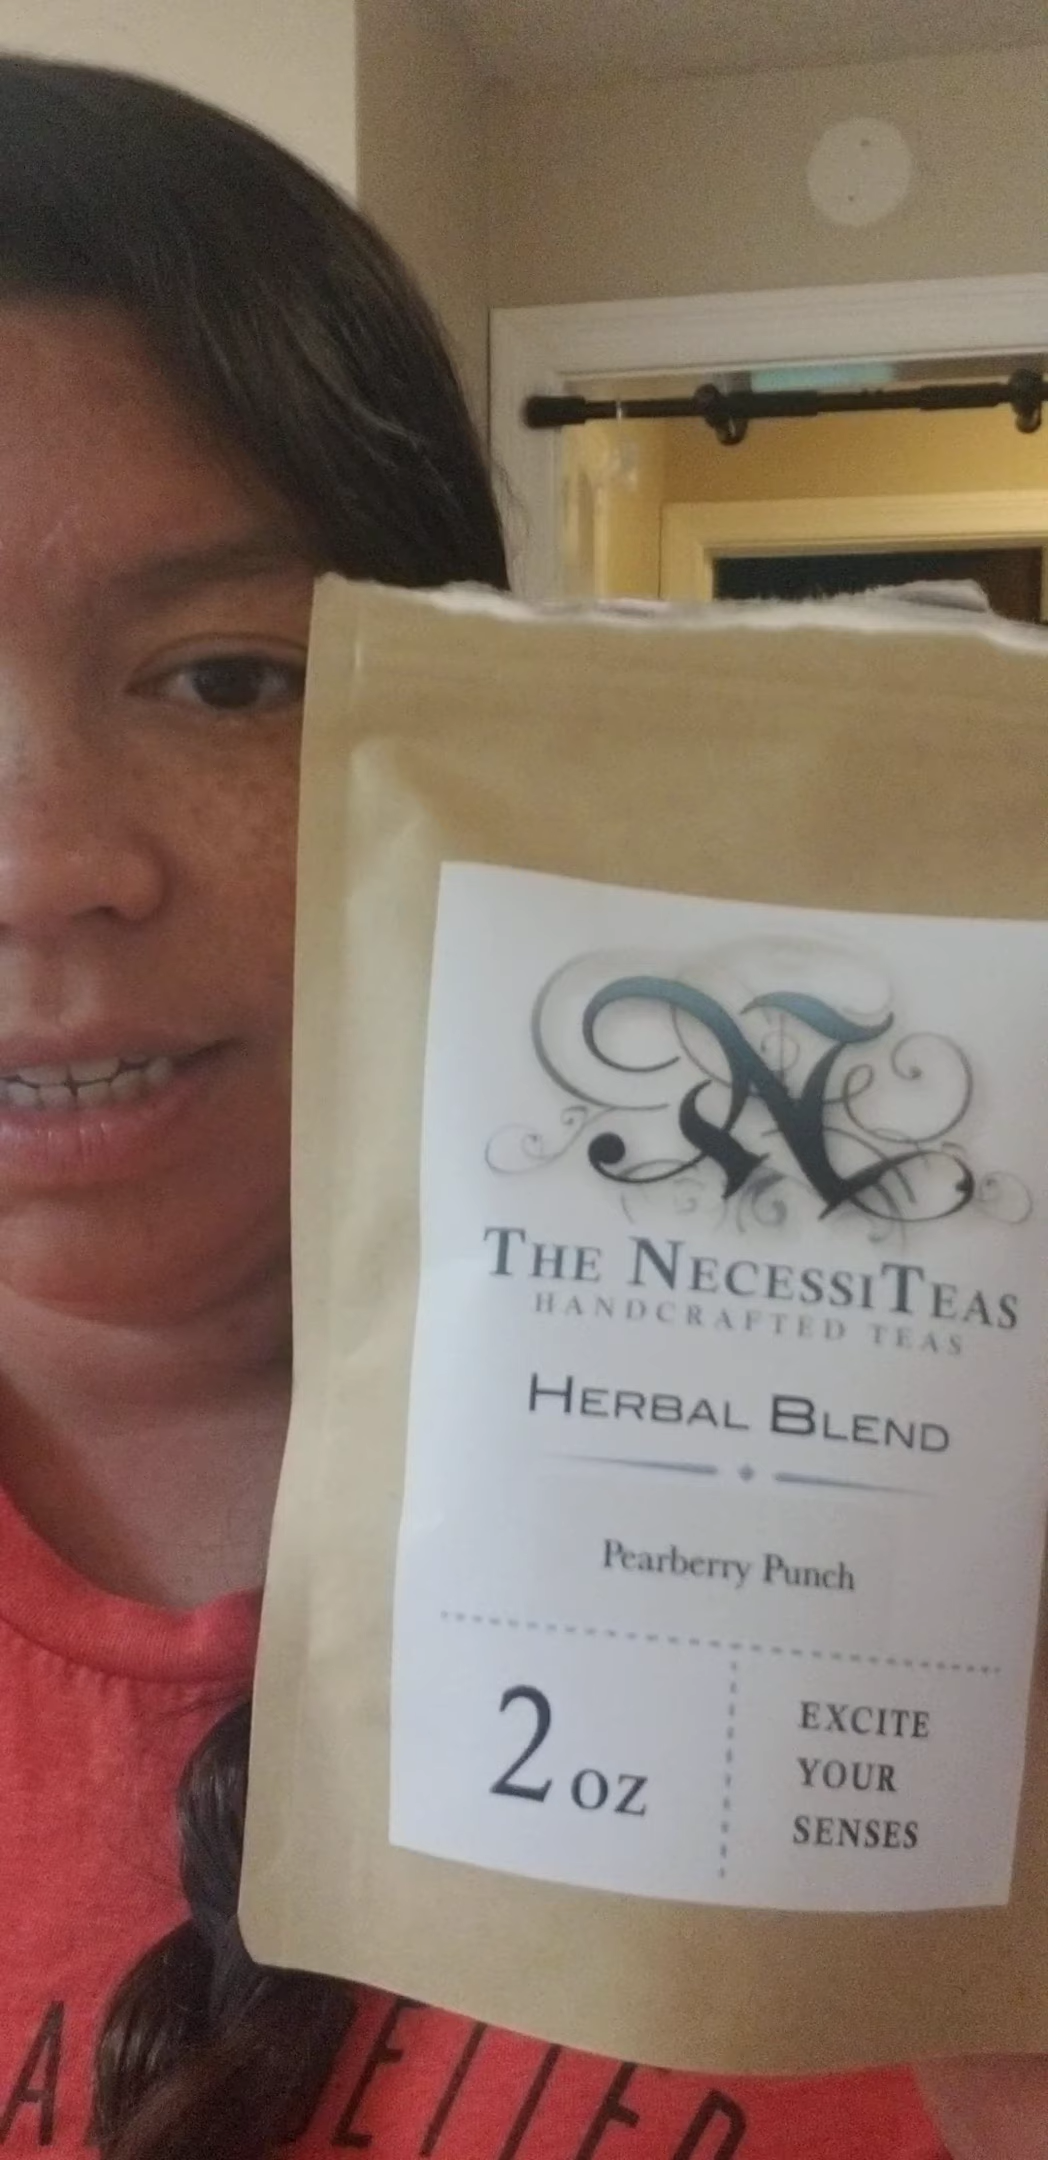 N
THE NECESSITEAS
HANDCRAFTED TEAS
HERBAL BLEND
Pearberry Punch
2 oz
EXCITE
YOUR
SENSES